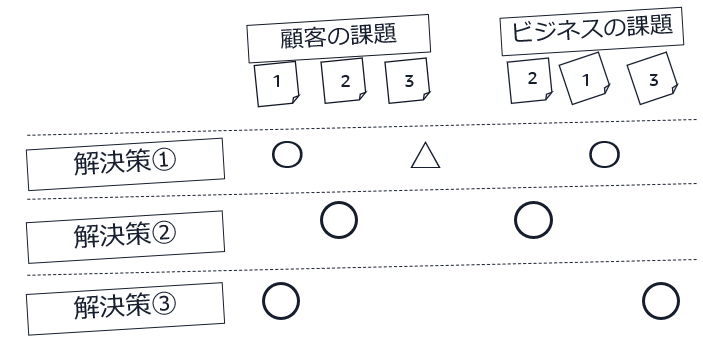 顧客の課題 ビジネスの課題
1 2 3 2 1 3
解決策① ○ △ ○
解決策② ○ ○
解決策③ ○ ○